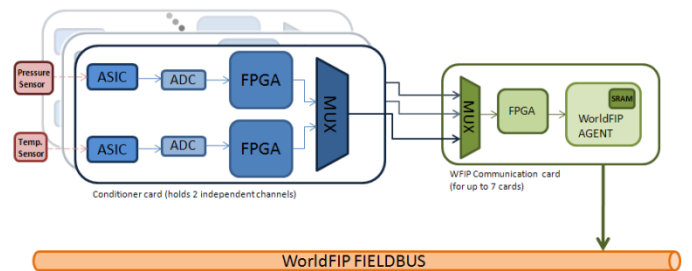 Pressure
Sensor
ASIC
ADC
FPGA
MUX
Temp.
Sensor
ASIC
ADC
FPGA
Conditioner card (holds 2 independent channels)
MUX
FPGA
SRAM
WorldFIP
AGENT
WFIP Communication card
(for up to 7 cards)
WorldFIP FIELDBUS